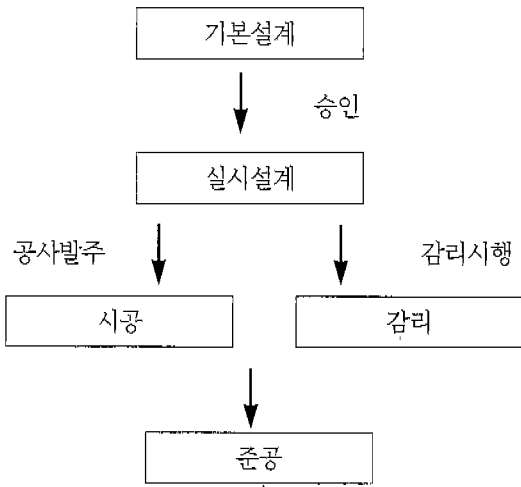 기본설계
승인
실시설계
공사발주
감리시행
시공
감리
준공